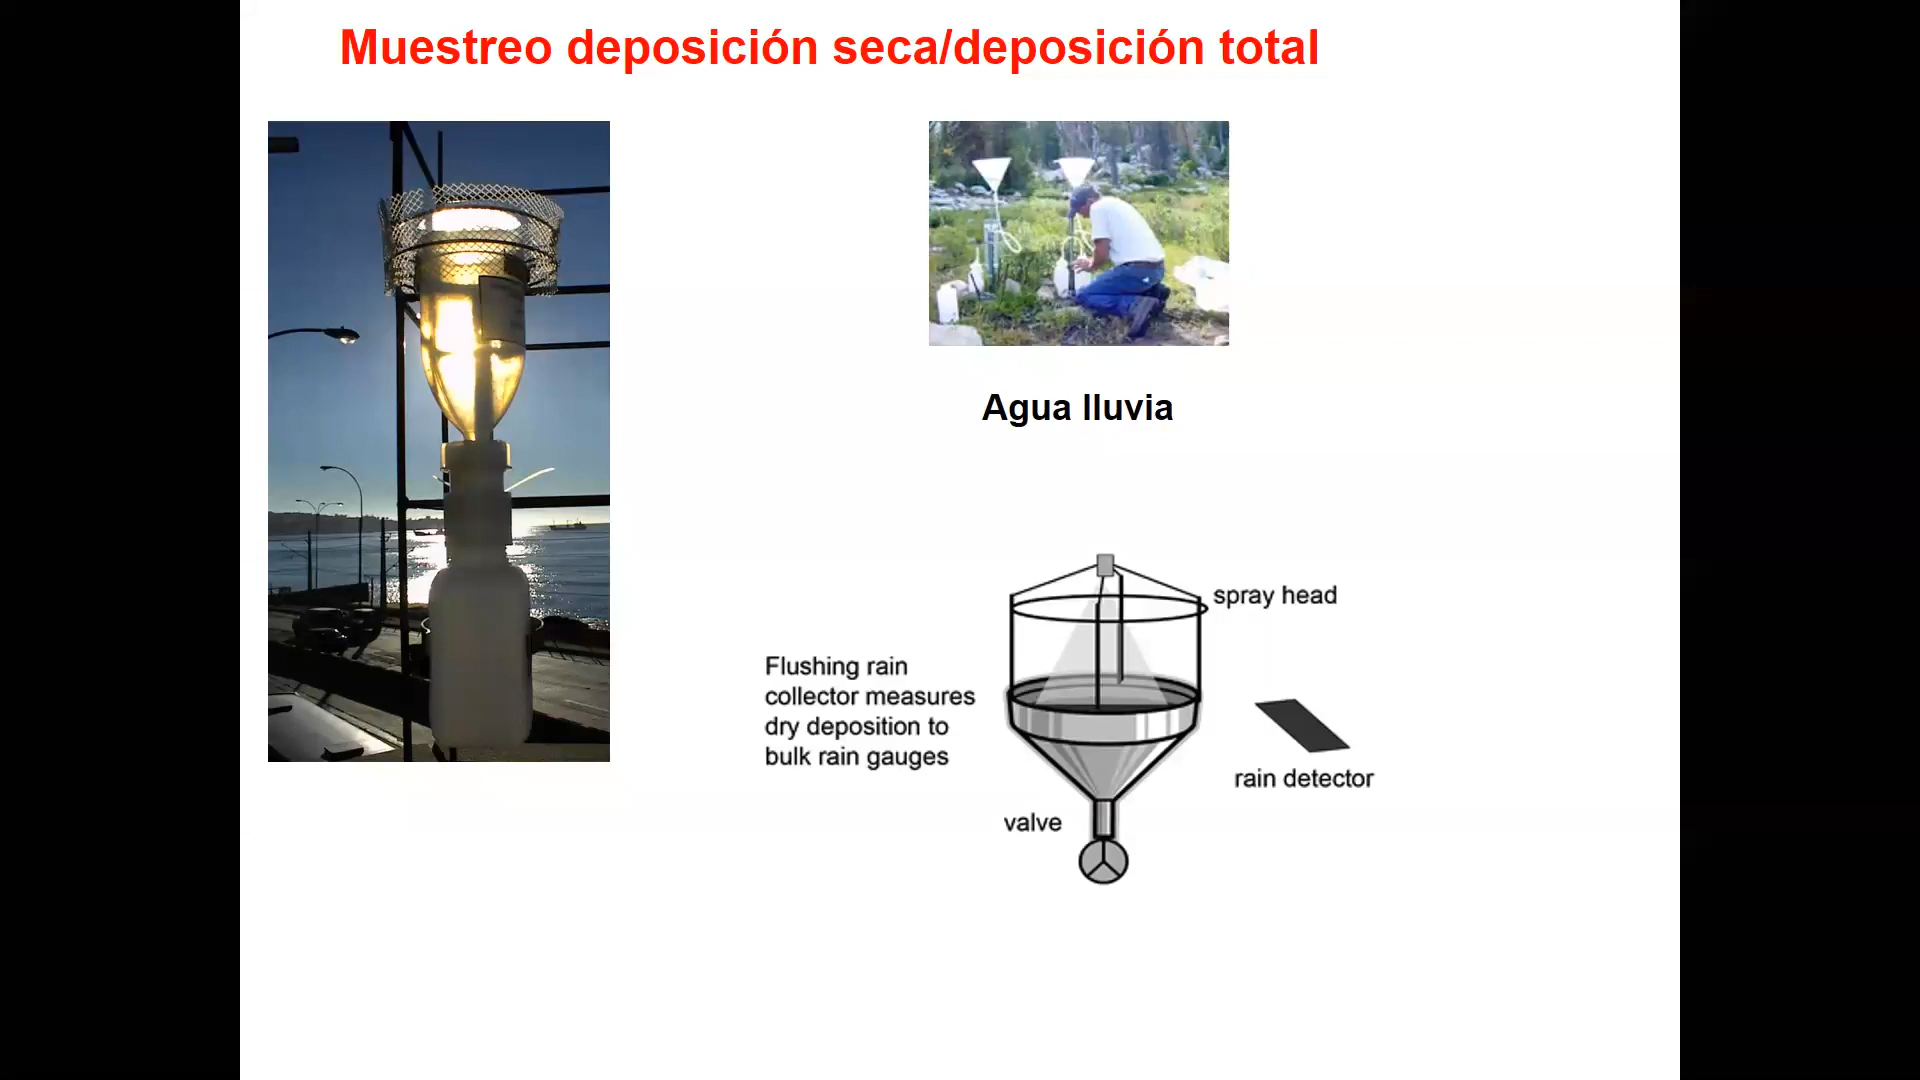 Muestreo deposición seca/deposición total
Agua lluvia
spray head
Flushing rain
collector measures
dry deposition to
bulk rain gauges
rain detector
valve